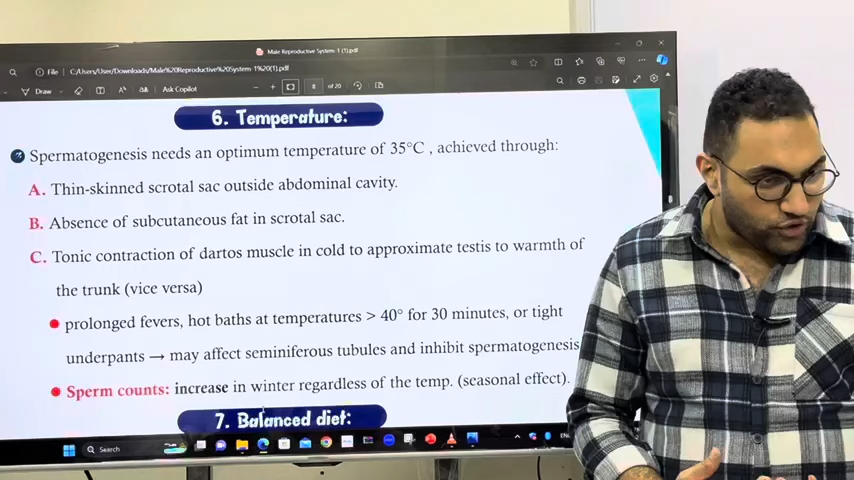 Male Reproductive System- 1 (1).pdf
File | C:/Users/User/Downloads/Male%20Reproductive%20System-1%20(1).pdf
Draw
Ask Copilot
8 of 20
6. Temperature:
Spermatogenesis needs an optimum temperature of 35°C , achieved through:
A. Thin-skinned scrotal sac outside abdominal cavity.
B. Absence of subcutaneous fat in scrotal sac.
C. Tonic contraction of dartos muscle in cold to approximate testis to warmth of
the trunk (vice versa)
prolonged fevers, hot baths at temperatures > 40° for 30 minutes, or tight
underpants → may affect seminiferous tubules and inhibit spermatogenesis
Sperm counts: increase in winter regardless of the temp. (seasonal effect).
7. Balanced diet:
Search